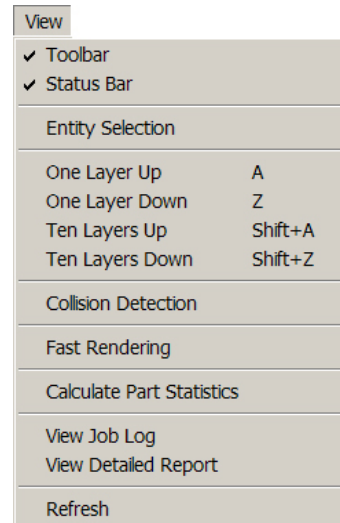 View
✓ Toolbar
✓ Status Bar
Entity Selection
One Layer Up A
One Layer Down Z
Ten Layers Up Shift+A
Ten Layers Down Shift+Z
Collision Detection
Fast Rendering
Calculate Part Statistics
View Job Log
View Detailed Report
Refresh